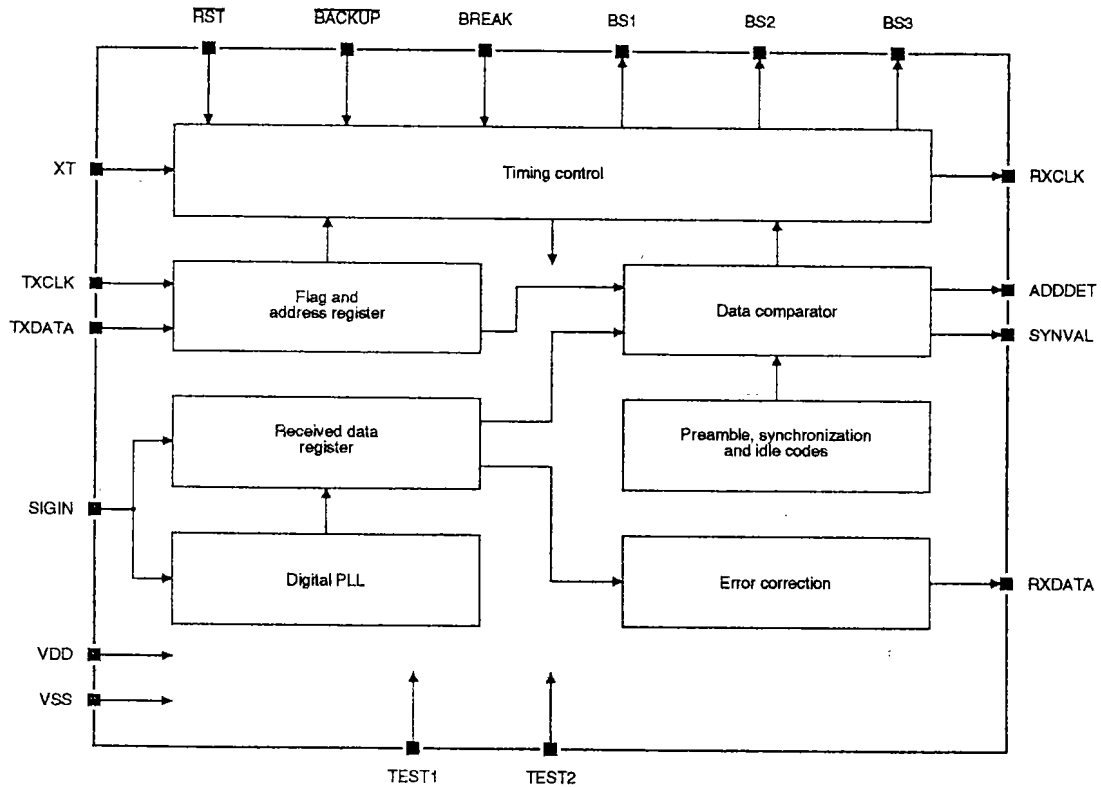 RST
BACKUP
BREAK
BS1
BS2
BS3
XT
Timing control
RXCLK
TXCLK
TXDATA
Flag and
address register
Data comparator
ADDDET
SYNVAL
Received data
register
Preamble, synchronization
and idle codes
SIGIN
Digital PLL
Error correction
RXDATA
VDD
VSS
TEST1
TEST2